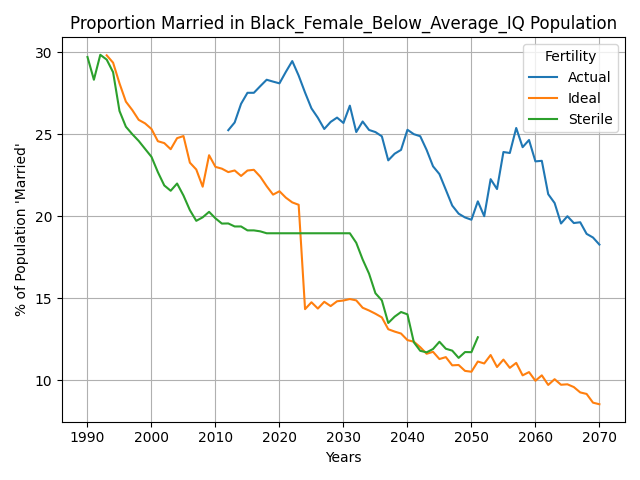 Proportion Married in Black_Female_Below_Average_IQ Population
% of Population 'Married'
30
25
20
15
10
Fertility
Actual
Ideal
Sterile
1990 2000 2010 2020 2030 2040 2050 2060 2070
Years